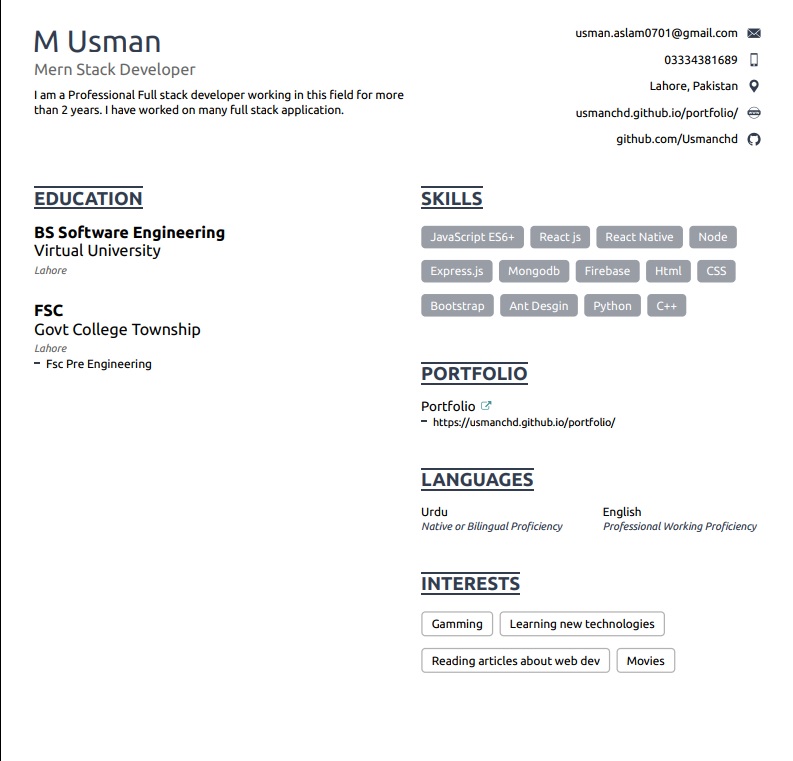 M Usman
Mern Stack Developer
I am a Professional Full stack developer working in this field for more
than 2 years. I have worked on many full stack application.
usman.aslam0701@gmail.com
03334381689
Lahore, Pakistan
usmanchd.github.io/portfolio/
github.com/Usmanchd
EDUCATION
BS Software Engineering
Virtual University
Lahore
FSC
Govt College Township
Lahore
– Fsc Pre Engineering
SKILLS
JavaScript ES6+ React js React Native Node
Express.js Mongodb Firebase Html CSS
Bootstrap Ant Desgin Python C++
PORTFOLIO
Portfolio
– https://usmanchd.github.io/portfolio/
LANGUAGES
Urdu English
Native or Bilingual Proficiency Professional Working Proficiency
INTERESTS
Gamming Learning new technologies
Reading articles about web dev Movies